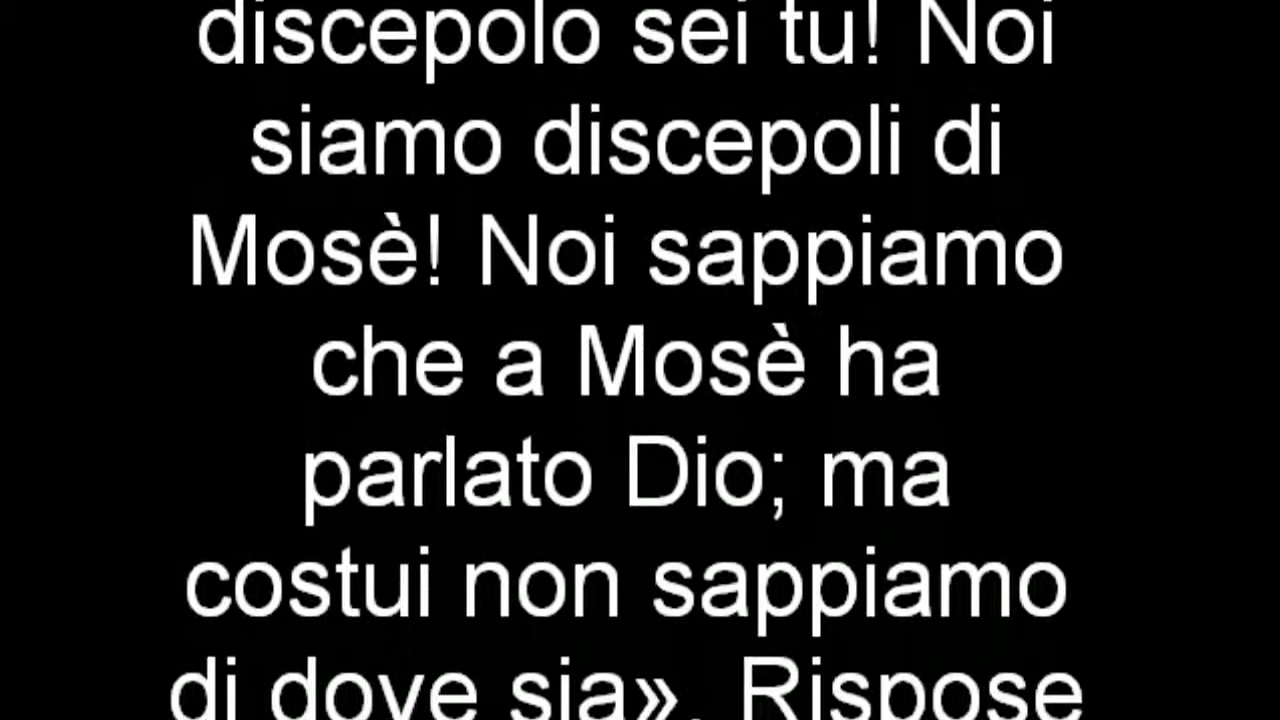 discepolo sei tu! Noi
siamo discepoli di
Mosè! Noi sappiamo
che a Mosè ha
parlato Dio; ma
costui non sappiamo
di dove sia». Rispose